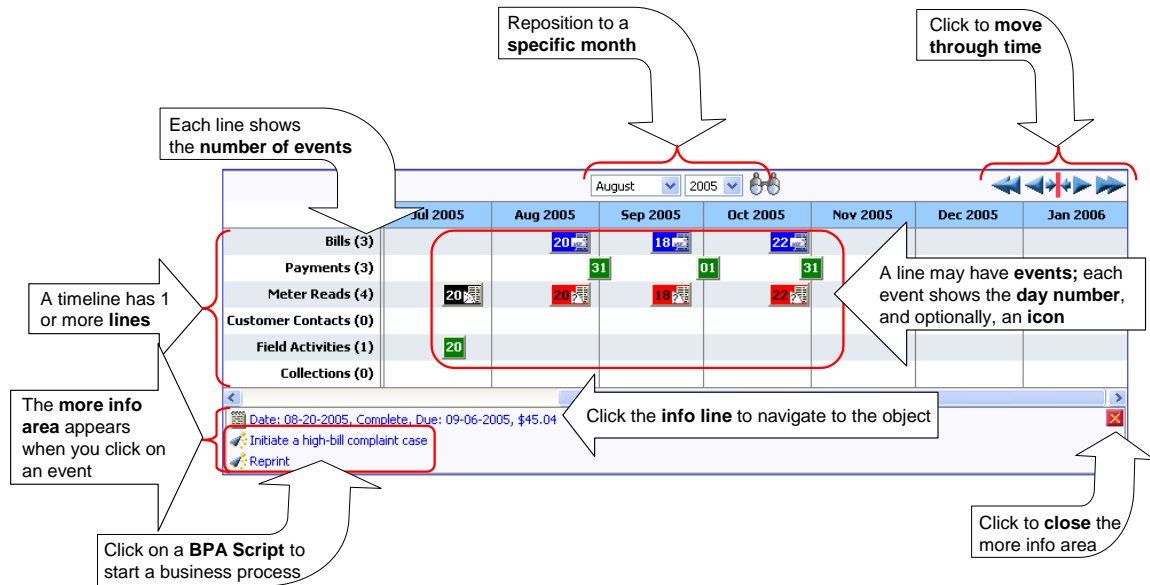 Reposition to a
specific month
Click to move
through time
Each line shows
the number of events
August 2005
Jul 2005 Aug 2005 Sep 2005 Oct 2005 Nov 2005 Dec 2005 Jan 2006
Bills (3) 20 18 22
Payments (3) 31 01 31
Meter Reads (4) 20 20 18 22
Customer Contacts (0)
Field Activities (1) 20
Collections (0)
A timeline has 1
or more lines
A line may have events; each
event shows the day number,
and optionally, an icon
The more info
area appears
when you click on
an event
Date: 08-20-2005, Complete, Due: 09-06-2005, $45.04
Initiate a high-bill complaint case
Reprint
Click the info line to navigate to the object
Click on a BPA Script to
start a business process
Click to close the
more info area